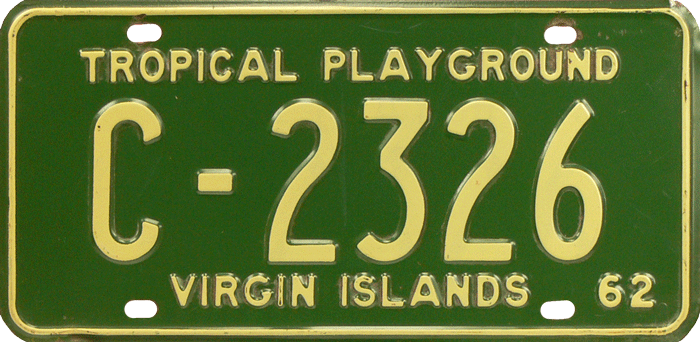 TROPICAL PLAYGROUND
C-2326
VIRGIN ISLANDS 62